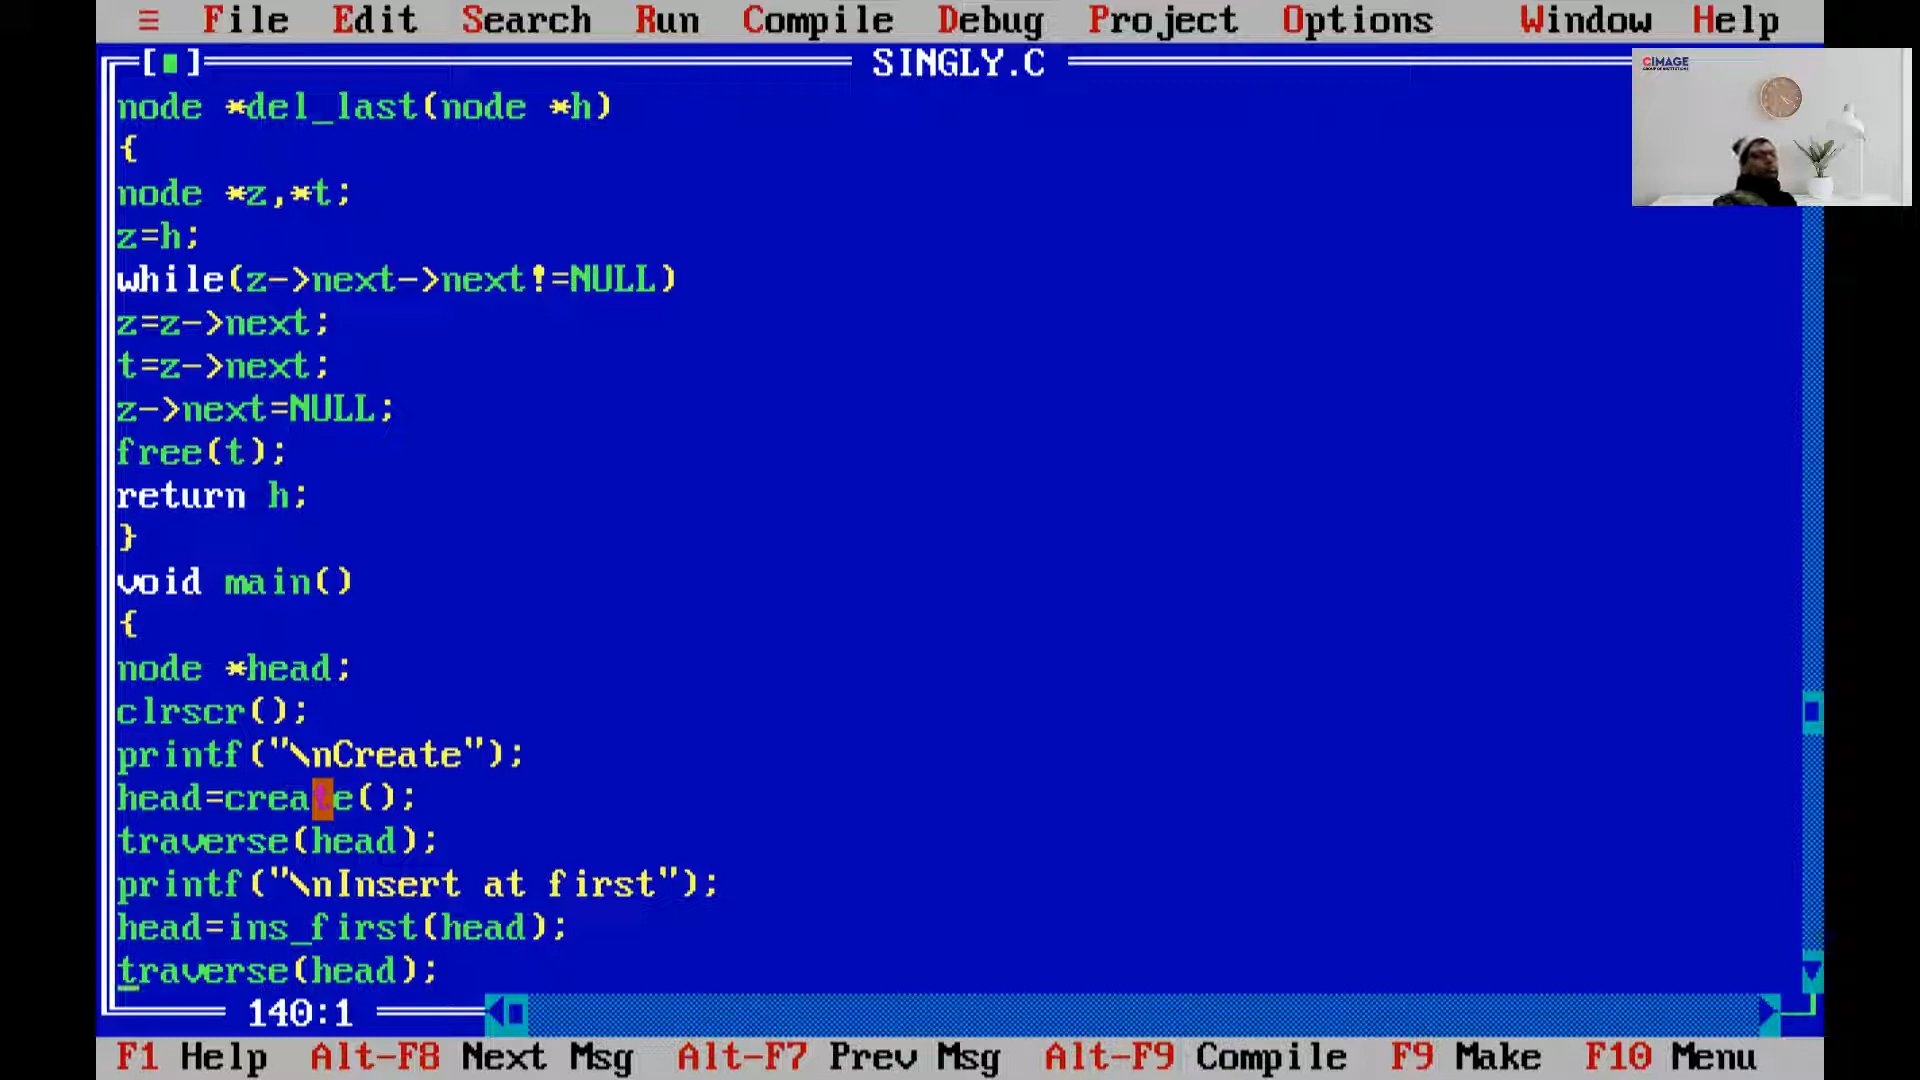 ≡ File Edit Search Run Compile Debug Project Options Window Help
[■] SINGLY.C
CIMAGE
node *del_last(node *h)
{
node *z,*t;
z=h;
while(z->next->next!=NULL)
z=z->next;
t=z->next;
z->next=NULL;
free(t);
return h;
}
void main()
{
node *head;
clrscr();
printf("\nCreate");
head=create();
traverse(head);
printf("\nInsert at first");
head=ins_first(head);
traverse(head);
140:1
F1 Help Alt-F8 Next Msg Alt-F7 Prev Msg Alt-F9 Compile F9 Make F10 Menu